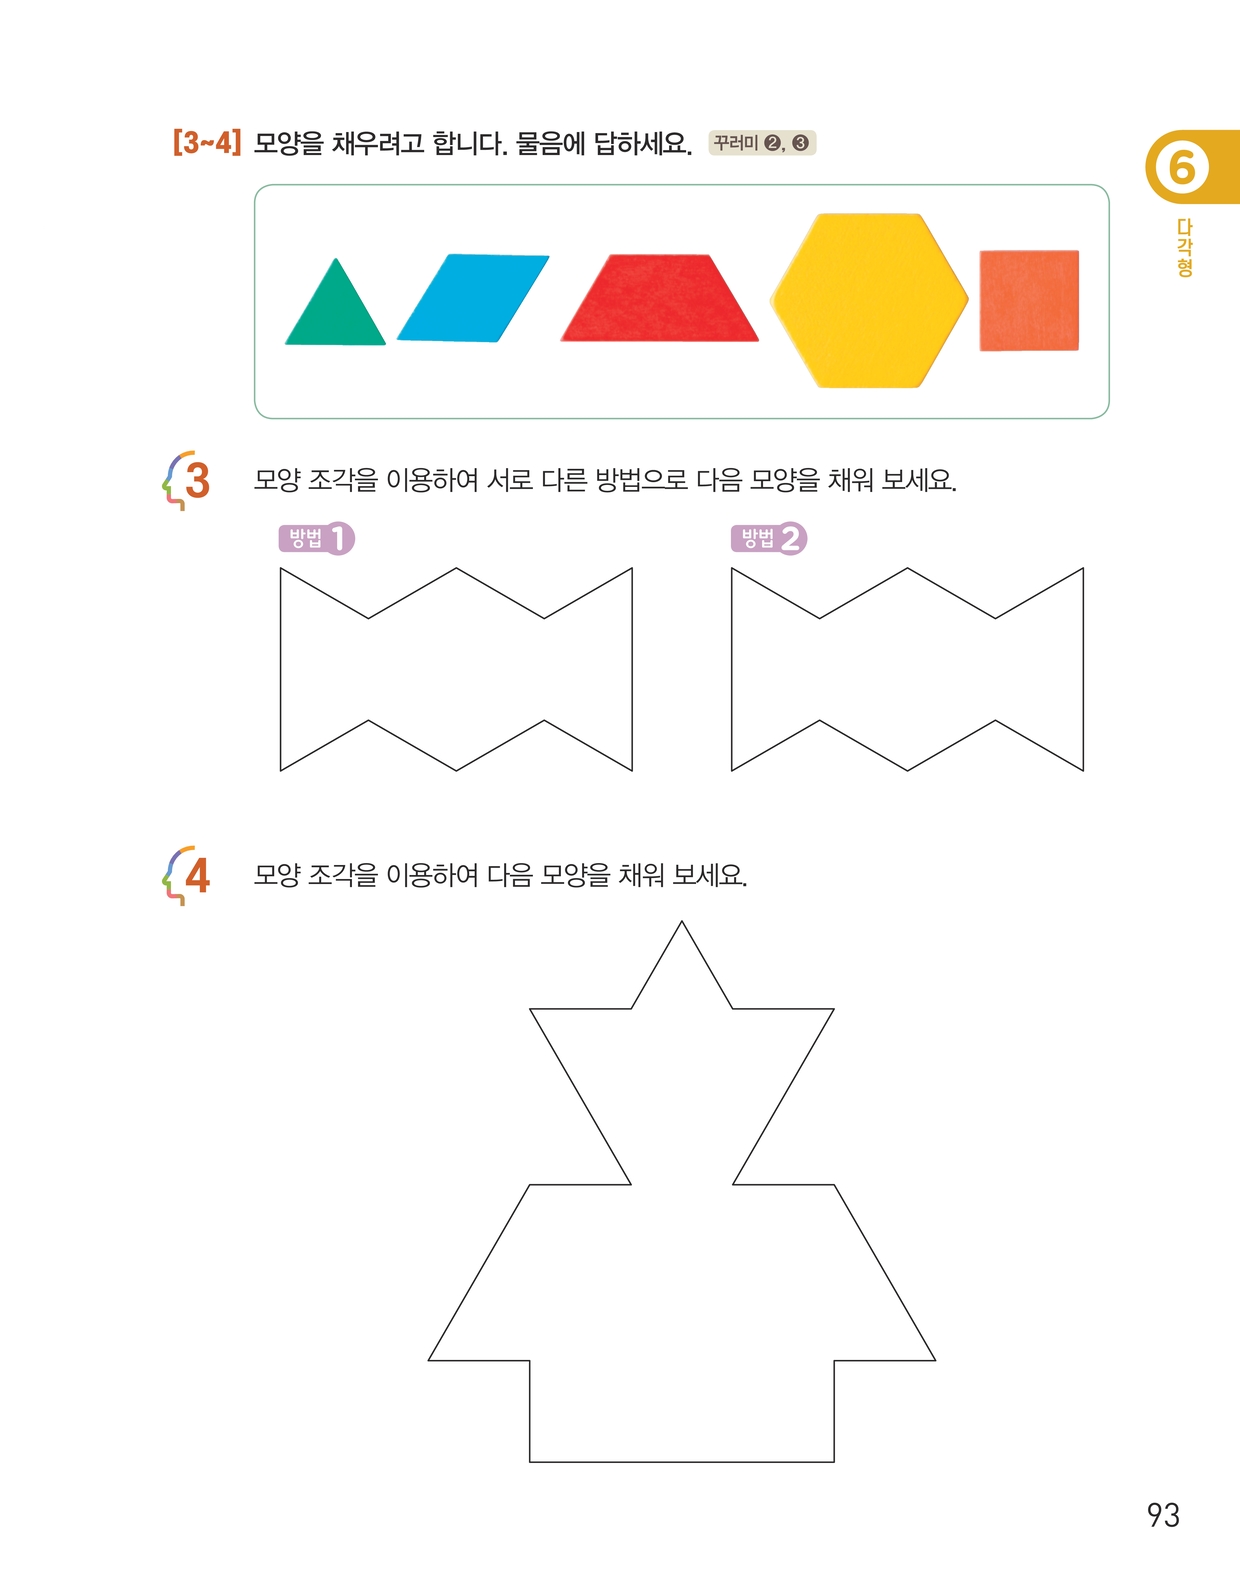 [3~4] 모양을 채우려고 합니다. 물음에 답하세요. 꾸러미 ❷, ❸
6
다각형
3 모양 조각을 이용하여 서로 다른 방법으로 다음 모양을 채워 보세요.
방법 1
방법 2
4 모양 조각을 이용하여 다음 모양을 채워 보세요.
93